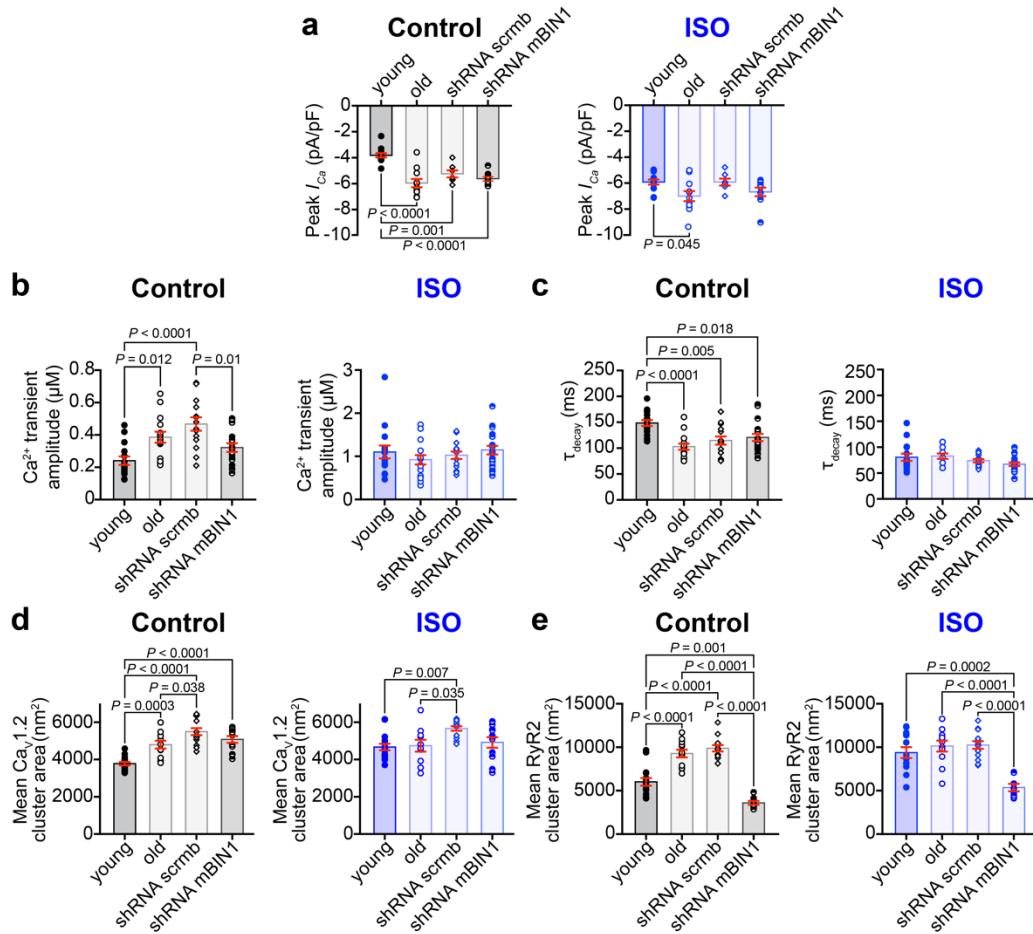 a Control ISO
young old shRNA scrmb shRNA mBIN1 young old shRNA scrmb shRNA mBIN1
Peak I_Ca (pA/pF)
0
-2
-4
-6
-8
-10
P < 0.0001
P = 0.001
P < 0.0001
Peak I_Ca (pA/pF)
0
-2
-4
-6
-8
-10
P = 0.045
b Control ISO
Ca²⁺ transient
amplitude (µM)
0.8
0.6
0.4
0.2
0
P < 0.0001
P = 0.012 P = 0.01
young old shRNA scrmb shRNA mBIN1
Ca²⁺ transient
amplitude (µM)
3
2
1
0
young old shRNA scrmb shRNA mBIN1
c Control ISO
τ_decay (ms)
250
200
150
100
50
0
P = 0.018
P = 0.005
P < 0.0001
young old shRNA scrmb shRNA mBIN1
τ_decay (ms)
250
200
150
100
50
0
young old shRNA scrmb shRNA mBIN1
d Control ISO
Mean Ca_V1.2
cluster area (nm²)
6000
4000
2000
0
P < 0.0001
P < 0.0001
P = 0.038
P = 0.0003
young old shRNA scrmb shRNA mBIN1
Mean Ca_V1.2
cluster area (nm²)
6000
4000
2000
0
P = 0.007
P = 0.035
young old shRNA scrmb shRNA mBIN1
e Control ISO
Mean RyR2
cluster area (nm²)
15000
10000
5000
0
P = 0.001
P < 0.0001
P < 0.0001
P < 0.0001 P < 0.0001
young old shRNA scrmb shRNA mBIN1
Mean RyR2
cluster area (nm²)
15000
10000
5000
0
P = 0.0002
P < 0.0001
P < 0.0001
young old shRNA scrmb shRNA mBIN1